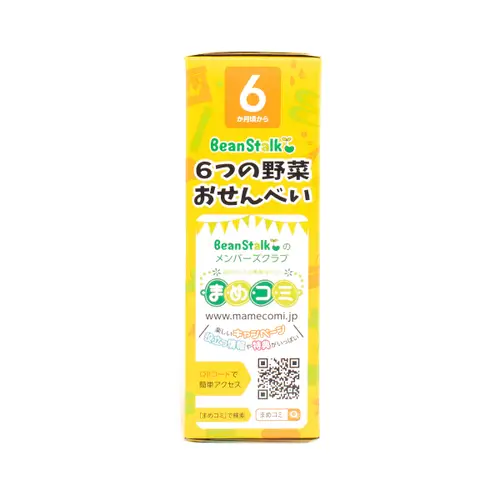 6
か月頃から
BeanStalk
6つの野菜
おせんべい
BeanStalkの
メンバーズクラブ
まめコミ
www.mamecomi.jp
楽しいキャンペーン
役立つ情報や特典がいっぱい
QRコードで
簡単アクセス
「まめコミ」で検索
まめコミ